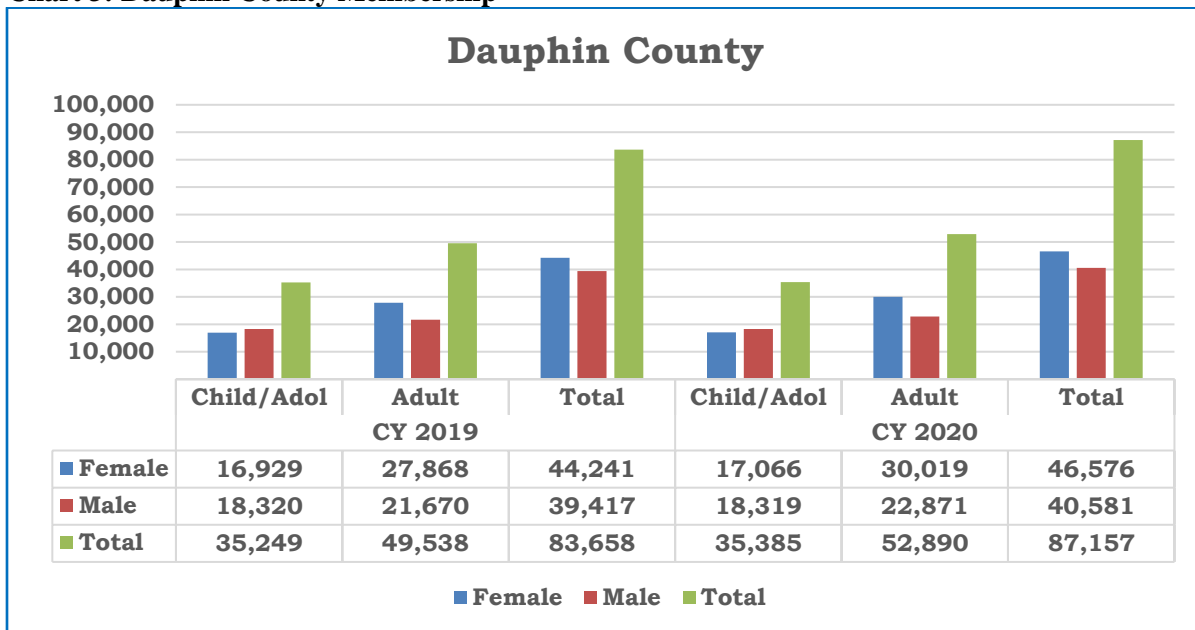 Dauphin County
100,000
90,000
80,000
70,000
60,000
50,000
40,000
30,000
20,000
10,000
Child/Adol Adult Total Child/Adol Adult Total
CY 2019 CY 2020
Female 16,929 27,868 44,241 17,066 30,019 46,576
Male 18,320 21,670 39,417 18,319 22,871 40,581
Total 35,249 49,538 83,658 35,385 52,890 87,157
Female Male Total